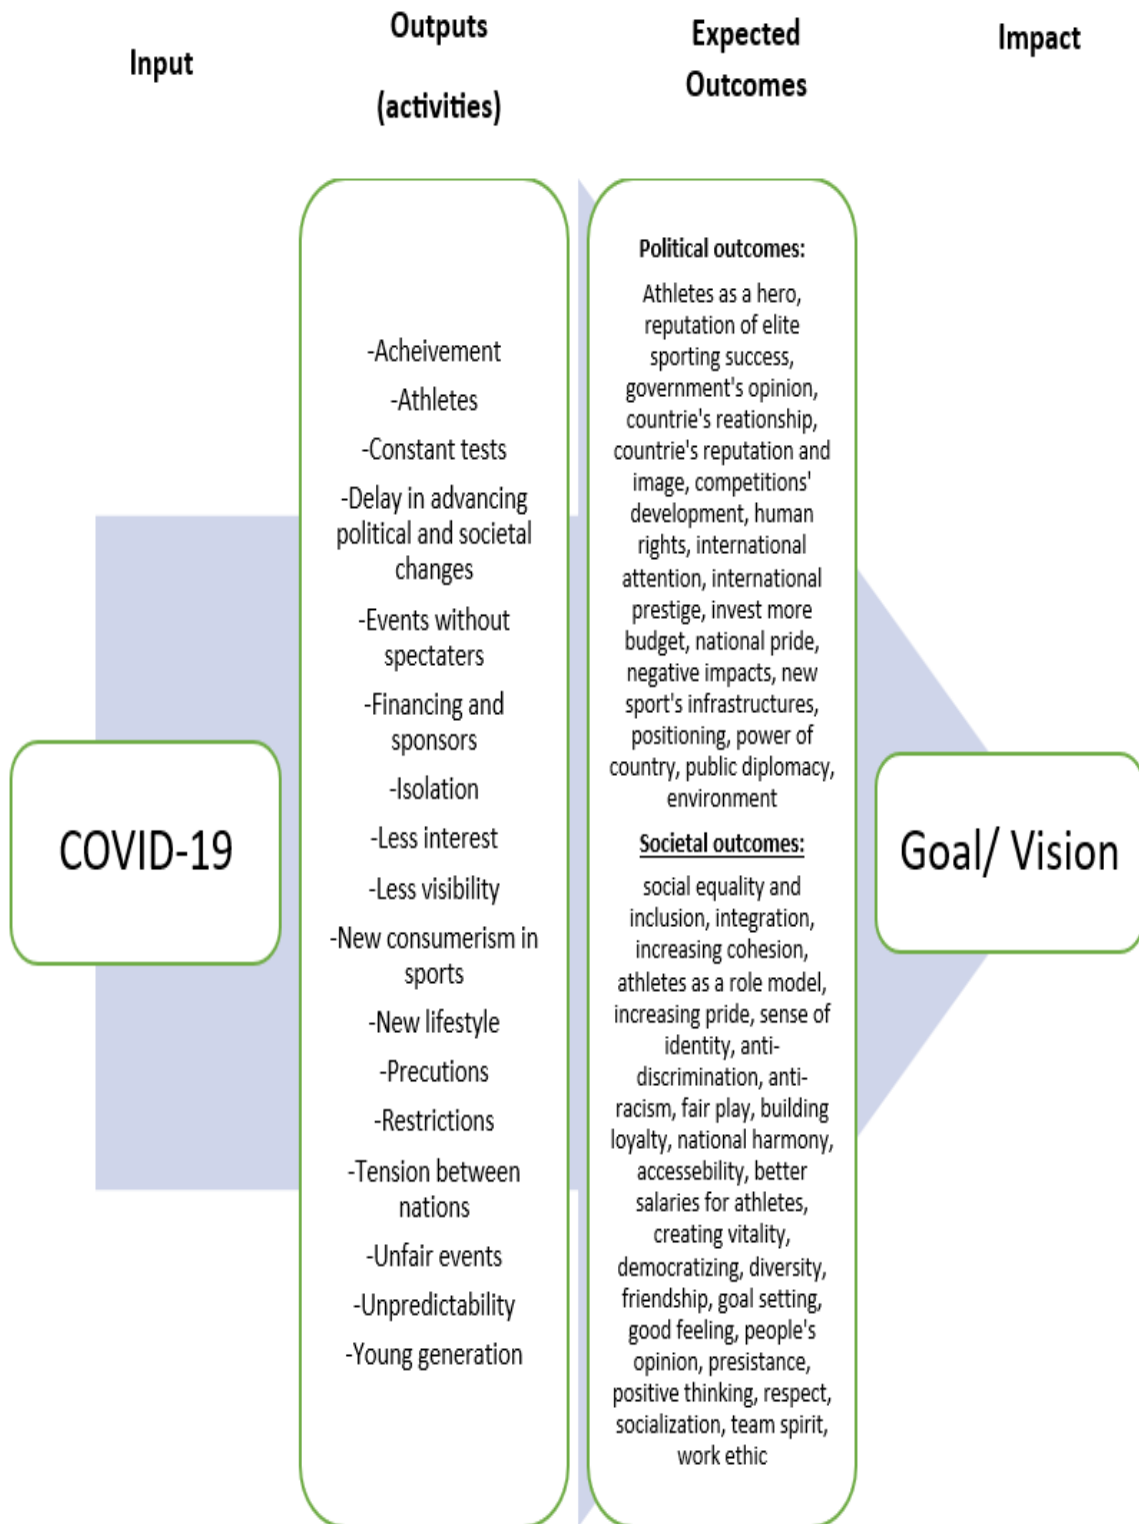 Input
Outputs
(activities)
Expected
Outcomes
Impact
COVID-19
-Acheivement
-Athletes
-Constant tests
-Delay in advancing
political and societal
changes
-Events without
spectaters
-Financing and
sponsors
-Isolation
-Less interest
-Less visibility
-New consumerism in
sports
-New lifestyle
-Precutions
-Restrictions
-Tension between
nations
-Unfair events
-Unpredictability
-Young generation
Political outcomes:
Athletes as a hero,
reputation of elite
sporting success,
government's opinion,
countrie's reationship,
countrie's reputation and
image, competitions'
development, human
rights, international
attention, international
prestige, invest more
budget, national pride,
negative impacts, new
sport's infrastructures,
positioning, power of
country, public diplomacy,
environment
Societal outcomes:
social equality and
inclusion, integration,
increasing cohesion,
athletes as a role model,
increasing pride, sense of
identity, anti-
discrimination, anti-
racism, fair play, building
loyalty, national harmony,
accessebility, better
salaries for athletes,
creating vitality,
democratizing, diversity,
friendship, goal setting,
good feeling, people's
opinion, presistance,
positive thinking, respect,
socialization, team spirit,
work ethic
Goal/ Vision